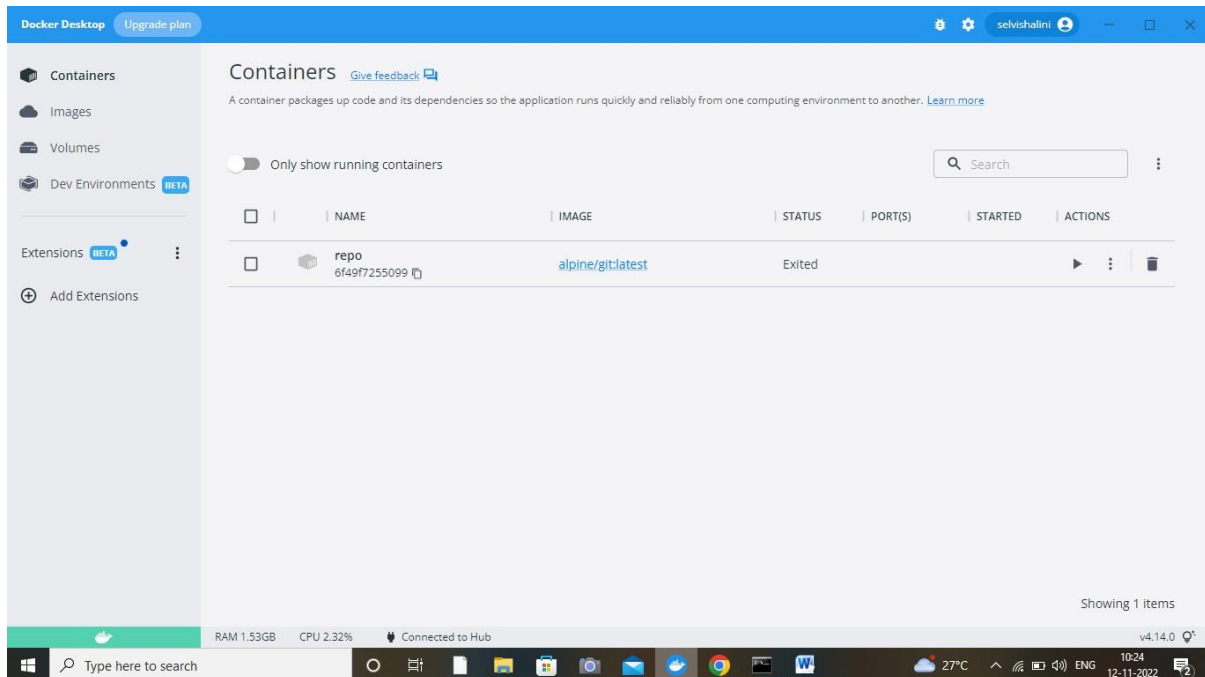 Docker Desktop Upgrade plan selvishalini
Containers
Images
Volumes
Dev Environments BETA
Extensions BETA
Add Extensions
Containers Give feedback
A container packages up code and its dependencies so the application runs quickly and reliably from one computing environment to another. Learn more
Only show running containers Search
NAME IMAGE STATUS PORT(S) STARTED ACTIONS
repo
6f49f7255099 alpine/git:latest Exited
Showing 1 items
RAM 1.53GB CPU 2.32% Connected to Hub v4.14.0
Type here to search W 27°C ENG 10:24
12-11-2022 2